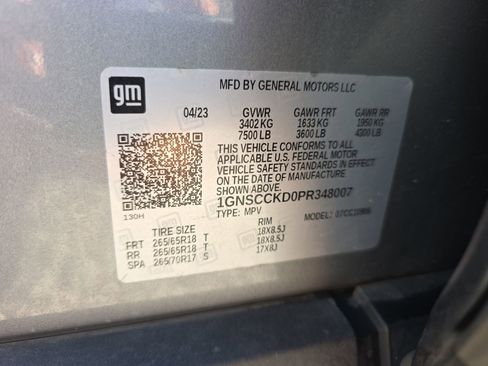 gm
MFD BY GENERAL MOTORS LLC
04/23 GVWR GAWR FRT GAWR RR
3402 KG 1633 KG 1950 KG
7500 LB 3600 LB 4300 LB
THIS VEHICLE CONFORMS TO ALL
APPLICABLE U.S. FEDERAL MOTOR
VEHICLE SAFETY STANDARDS IN EFFECT
ON THE DATE OF MANUFACTURE
SHOWN ABOVE.
1GNSCCKD0PR348007
130H TYPE: MPV MODEL:
TIRE SIZE RIM
FRT 265/65R18 T 18X8.5J
RR 265/65R18 T 18X8.5J
SPA 265/70R17 S 17X8J